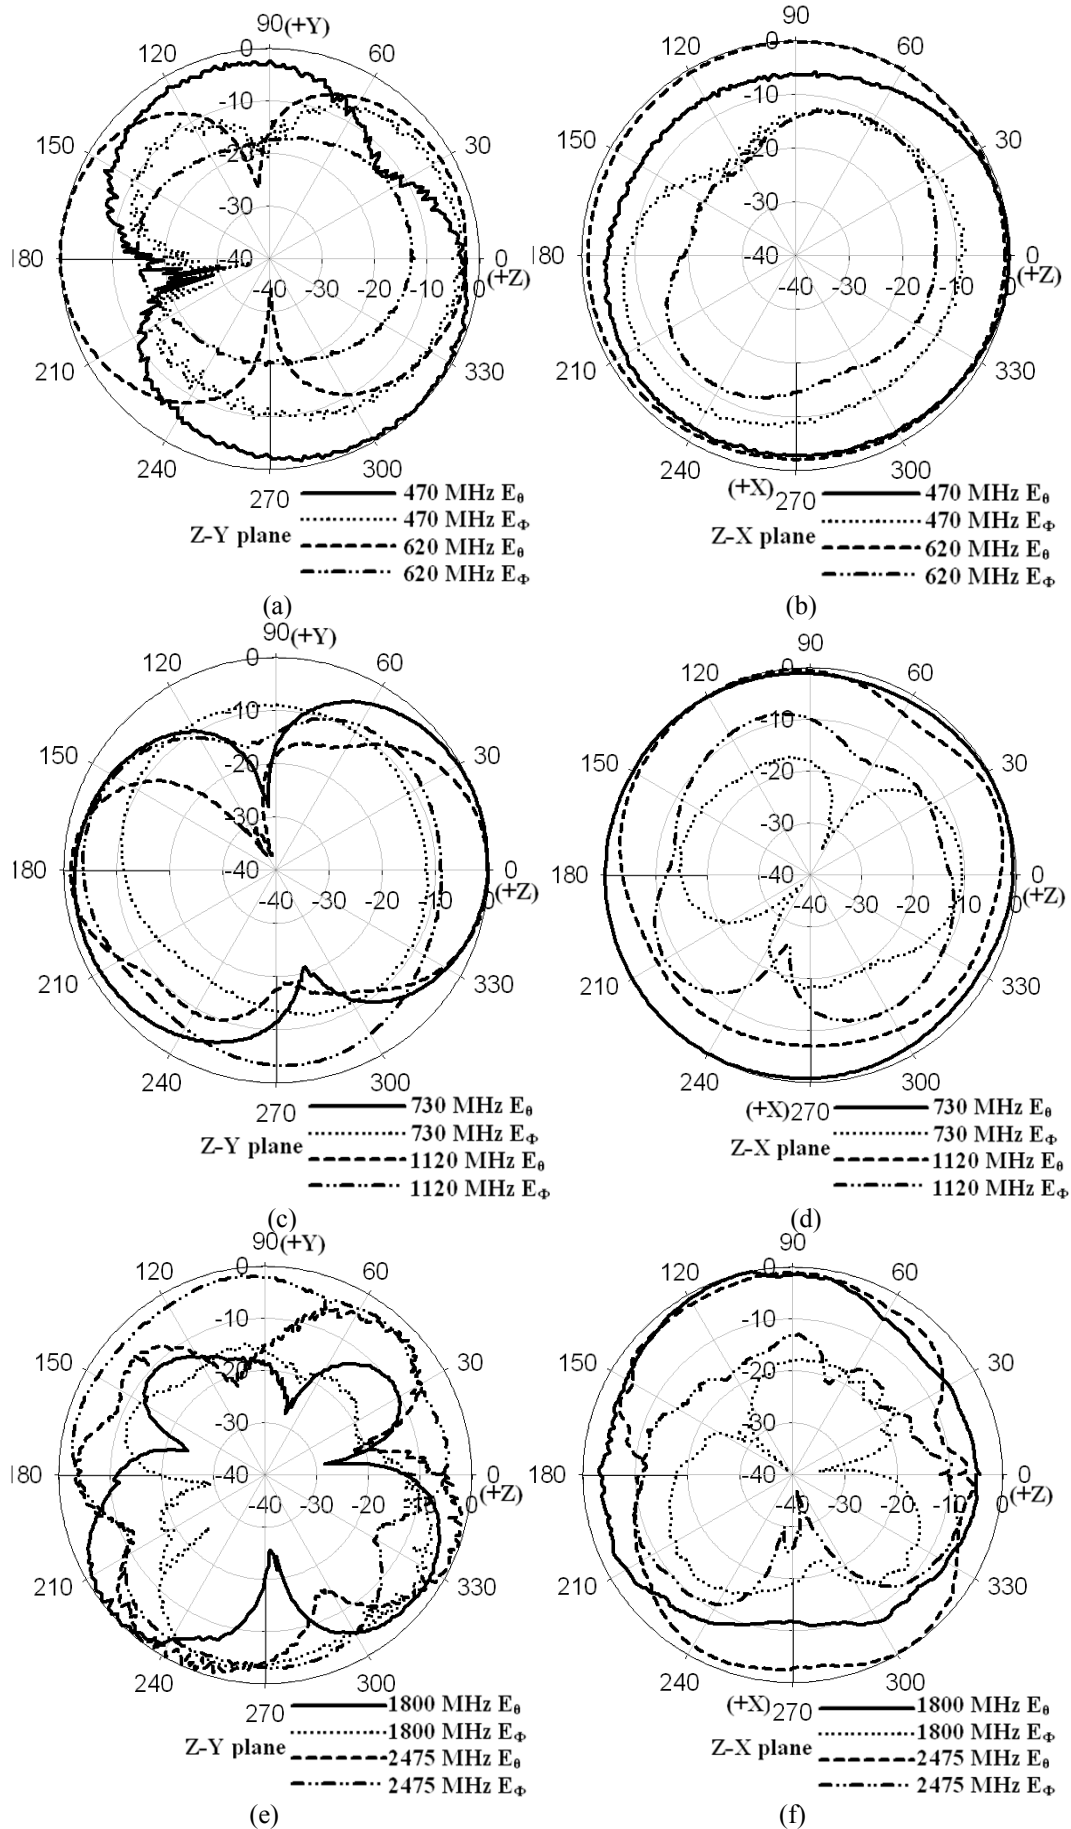 90(+Y)
120 0 60
-10
150 30
-20
-30
180 -40 0
-40 -30 -20 -10 0 (+Z)
210 330
240 300
270
Z-Y plane
470 MHz Eθ
470 MHz EΦ
620 MHz Eθ
620 MHz EΦ
(a)
90
120 0 60
-10
150 30
-20
-30
180 -40 0
-40 -30 -20 -10 0 (+Z)
210 330
240 300
(+X) 270
Z-X plane
470 MHz Eθ
470 MHz EΦ
620 MHz Eθ
620 MHz EΦ
(b)
90(+Y)
120 0 60
-10
150 30
-20
-30
180 -40 0
-40 -30 -20 -10 0 (+Z)
210 330
240 300
270
Z-Y plane
730 MHz Eθ
730 MHz EΦ
1120 MHz Eθ
1120 MHz EΦ
(c)
90
120 0 60
-10
150 30
-20
-30
180 -40 0
-40 -30 -20 -10 0 (+Z)
210 330
240 300
(+X)270
Z-X plane
730 MHz Eθ
730 MHz EΦ
1120 MHz Eθ
1120 MHz EΦ
(d)
90(+Y)
120 0 60
-10
150 30
-20
-30
180 -40 0
-40 -30 -20 -10 0 (+Z)
210 330
240 300
270
Z-Y plane
1800 MHz Eθ
1800 MHz EΦ
2475 MHz Eθ
2475 MHz EΦ
(e)
90
120 0 60
-10
150 30
-20
-30
180 -40 0
-40 -30 -20 -10 0 (+Z)
210 330
240 300
(+X)270
Z-X plane
1800 MHz Eθ
1800 MHz EΦ
2475 MHz Eθ
2475 MHz EΦ
(f)